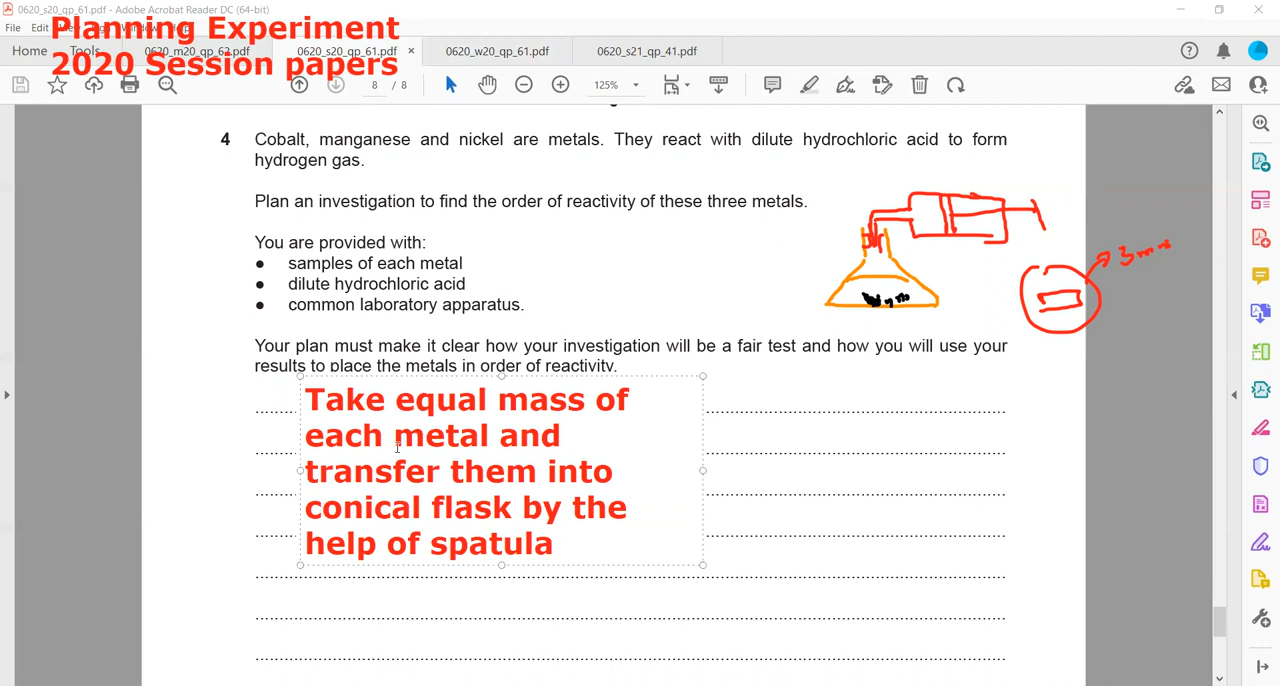 0620_s20_qp_61.pdf - Adobe Acrobat Reader DC (64-bit)
File Edit
Planning Experiment
Home Tools 0620_m20_qp_62.pdf 0620_s20_qp_61.pdf × 0620_w20_qp_61.pdf 0620_s21_qp_41.pdf
2020 Session papers
8 / 8 125%
4 Cobalt, manganese and nickel are metals. They react with dilute hydrochloric acid to form
hydrogen gas.
Plan an investigation to find the order of reactivity of these three metals.
You are provided with:
● samples of each metal
● dilute hydrochloric acid
● common laboratory apparatus.
Your plan must make it clear how your investigation will be a fair test and how you will use your
results to place the metals in order of reactivity.
Take equal mass of
each metal and
transfer them into
conical flask by the
help of spatula